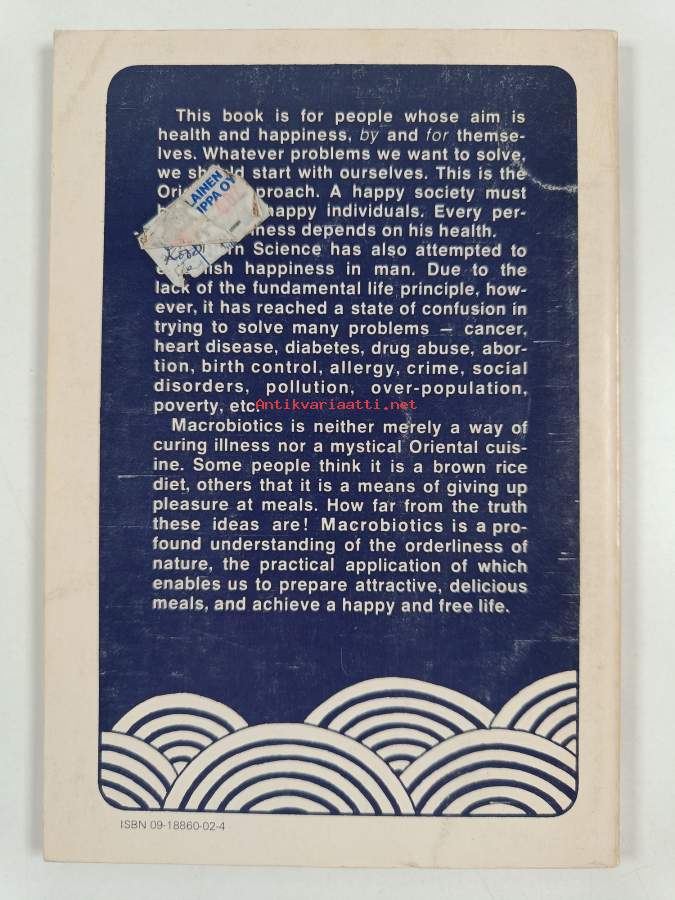 This book is for people whose aim is
health and happiness, by and for themse-
lves. Whatever problems we want to solve,
we should start with ourselves. This is the
Ori pproach. A happy society must
happy individuals. Every per-
iness depends on his health.
rn Science has also attempted to
ish happiness in man. Due to the
lack of the fundamental life principle, how-
ever, it has reached a state of confusion in
trying to solve many problems — cancer,
heart disease, diabetes, drug abuse, abor-
tion, birth control, allergy, crime, social
disorders, pollution, over-population,
poverty, etc.
Antikvariaatti.net
Macrobiotics is neither merely a way of
curing illness nor a mystical Oriental cuis-
ine. Some people think it is a brown rice
diet, others that it is a means of giving up
pleasure at meals. How far from the truth
these ideas are! Macrobiotics is a pro-
found understanding of the orderliness of
nature, the practical application of which
enables us to prepare attractive, delicious
meals, and achieve a happy and free life.
LAINEN
IPPA OY
ISBN 09-18860-02-4